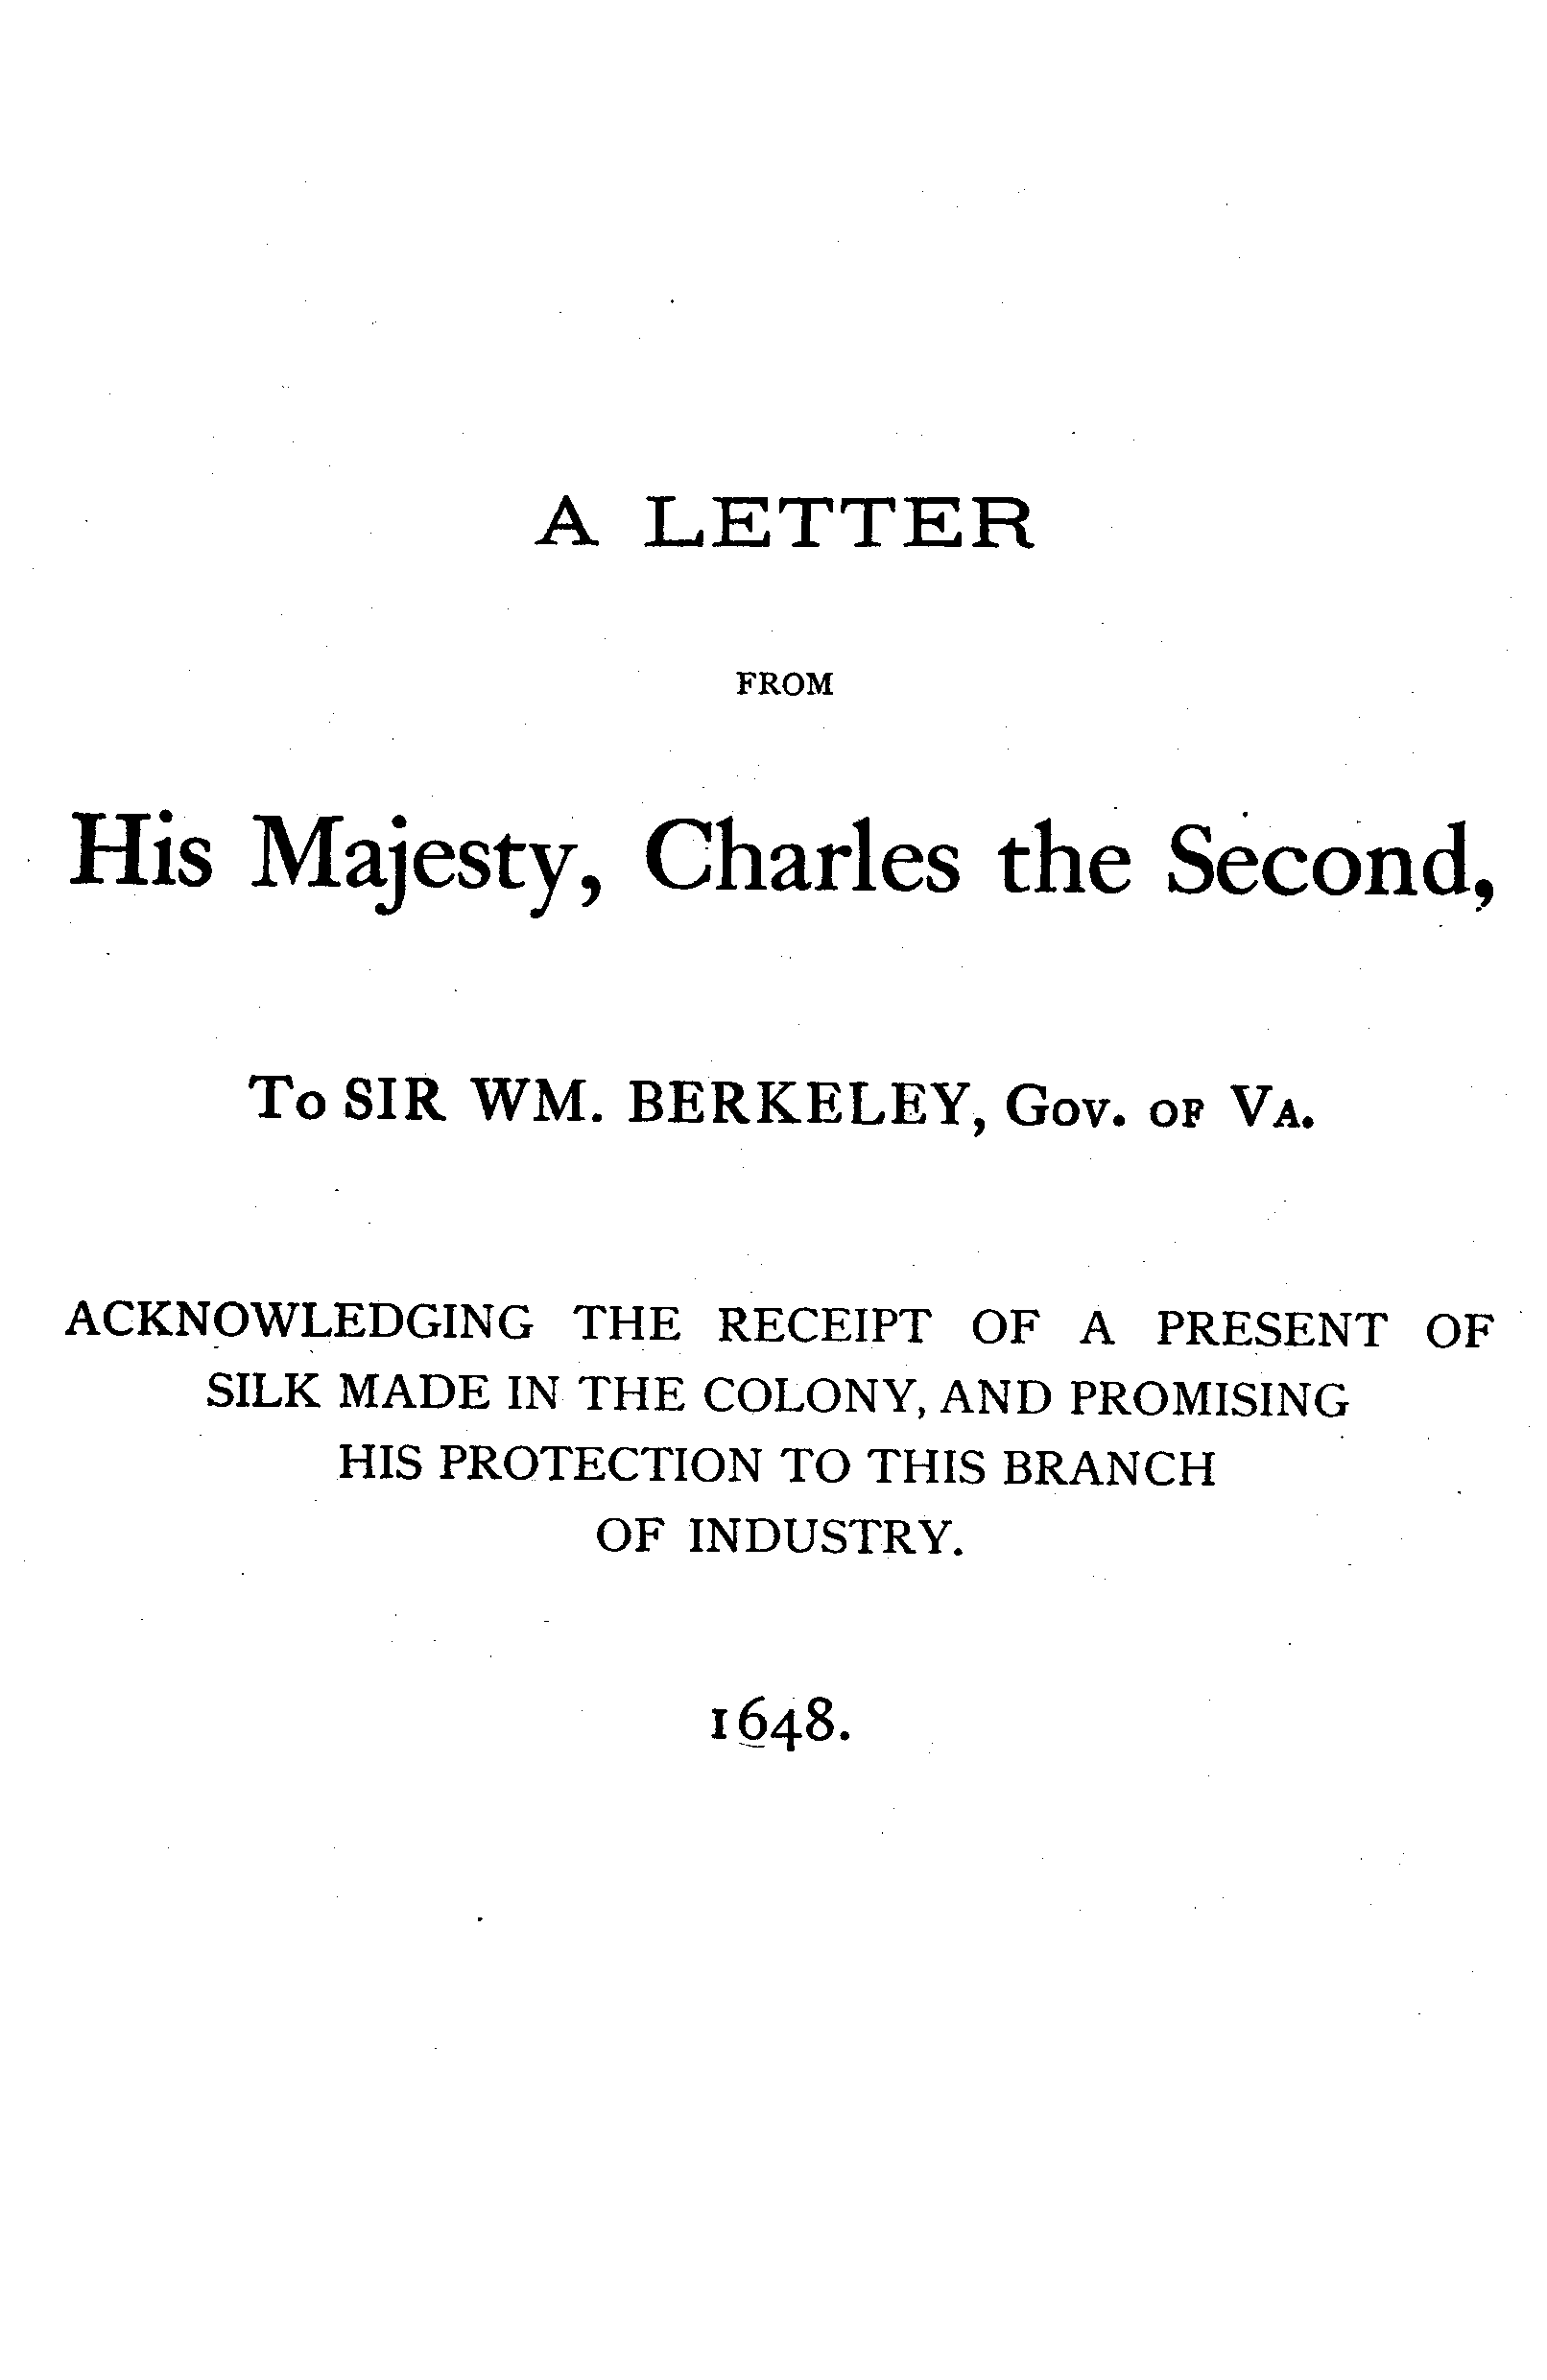 A LETTER
FROM
His Majesty, Charles the Second,
To SIR WM. BERKELEY, Gov. of Va.
ACKNOWLEDGING THE RECEIPT OF A PRESENT OF
SILK MADE IN THE COLONY, AND PROMISING
HIS PROTECTION TO THIS BRANCH
OF INDUSTRY.
1648.